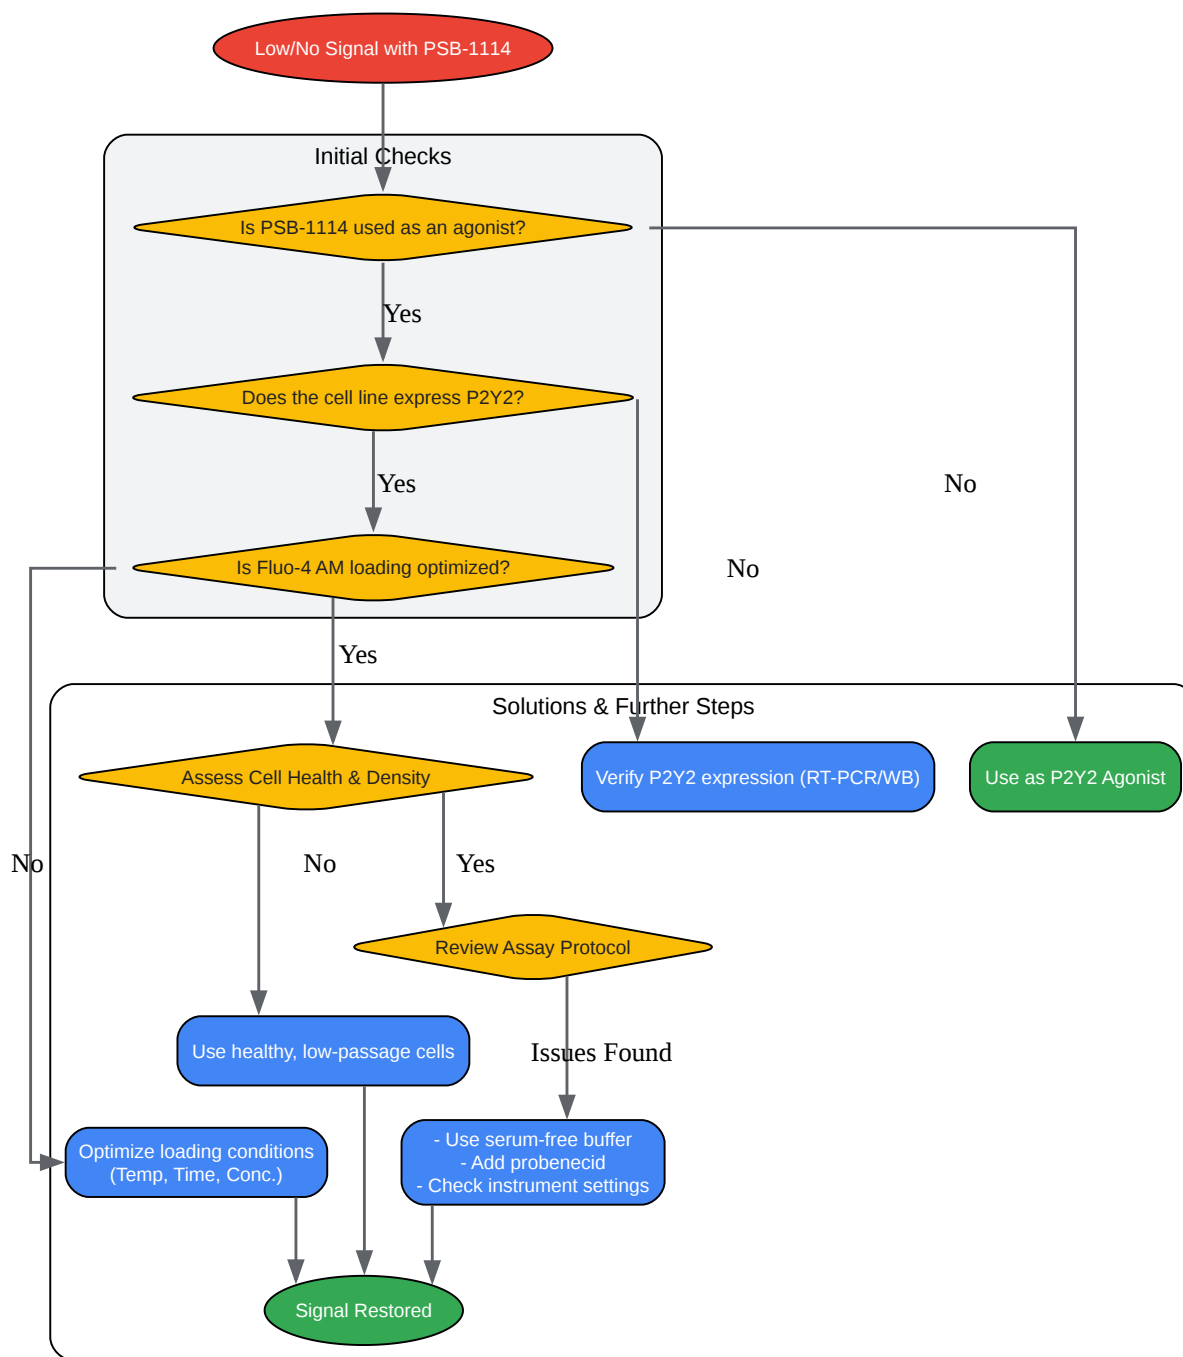 Low/No Signal with PSB-1114
Initial Checks
Is PSB-1114 used as an agonist?
Yes
Does the cell line express P2Y2?
Yes
No
Is Fluo-4 AM loading optimized?
No
Yes
Solutions & Further Steps
Assess Cell Health & Density
Verify P2Y2 expression (RT-PCR/WB)
Use as P2Y2 Agonist
No
No
Yes
Review Assay Protocol
Use healthy, low-passage cells
Issues Found
Optimize loading conditions
(Temp, Time, Conc.)
- Use serum-free buffer
- Add probenecid
- Check instrument settings
Signal Restored